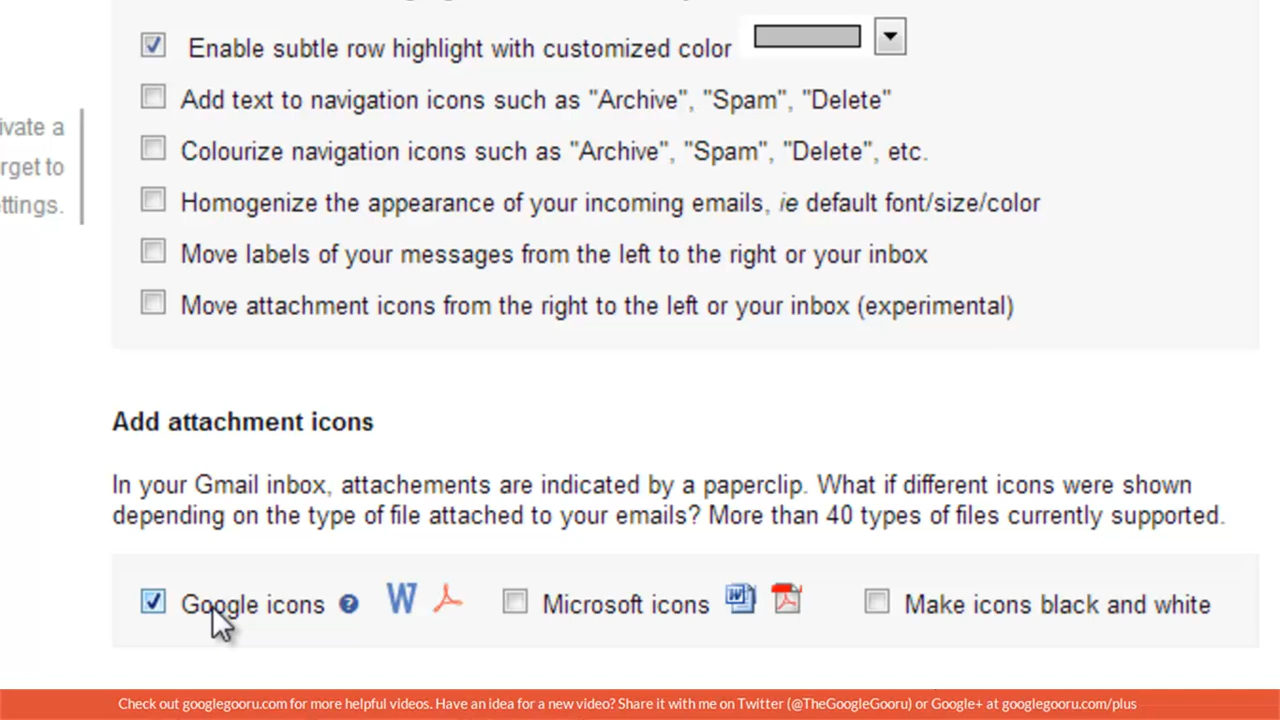 Enable subtle row highlight with customized color
Add text to navigation icons such as "Archive", "Spam", "Delete"
Colourize navigation icons such as "Archive", "Spam", "Delete", etc.
ivate a
rget to
ttings.
Homogenize the appearance of your incoming emails, ie default font/size/color
Move labels of your messages from the left to the right or your inbox
Move attachment icons from the right to the left or your inbox (experimental)
Add attachment icons
In your Gmail inbox, attachements are indicated by a paperclip. What if different icons were shown
depending on the type of file attached to your emails? More than 40 types of files currently supported.
Google icons ? W Microsoft icons W Make icons black and white
Check out googlegooru.com for more helpful videos. Have an idea for a new video? Share it with me on Twitter (@TheGoogleGooru) or Google+ at googlegooru.com/plus